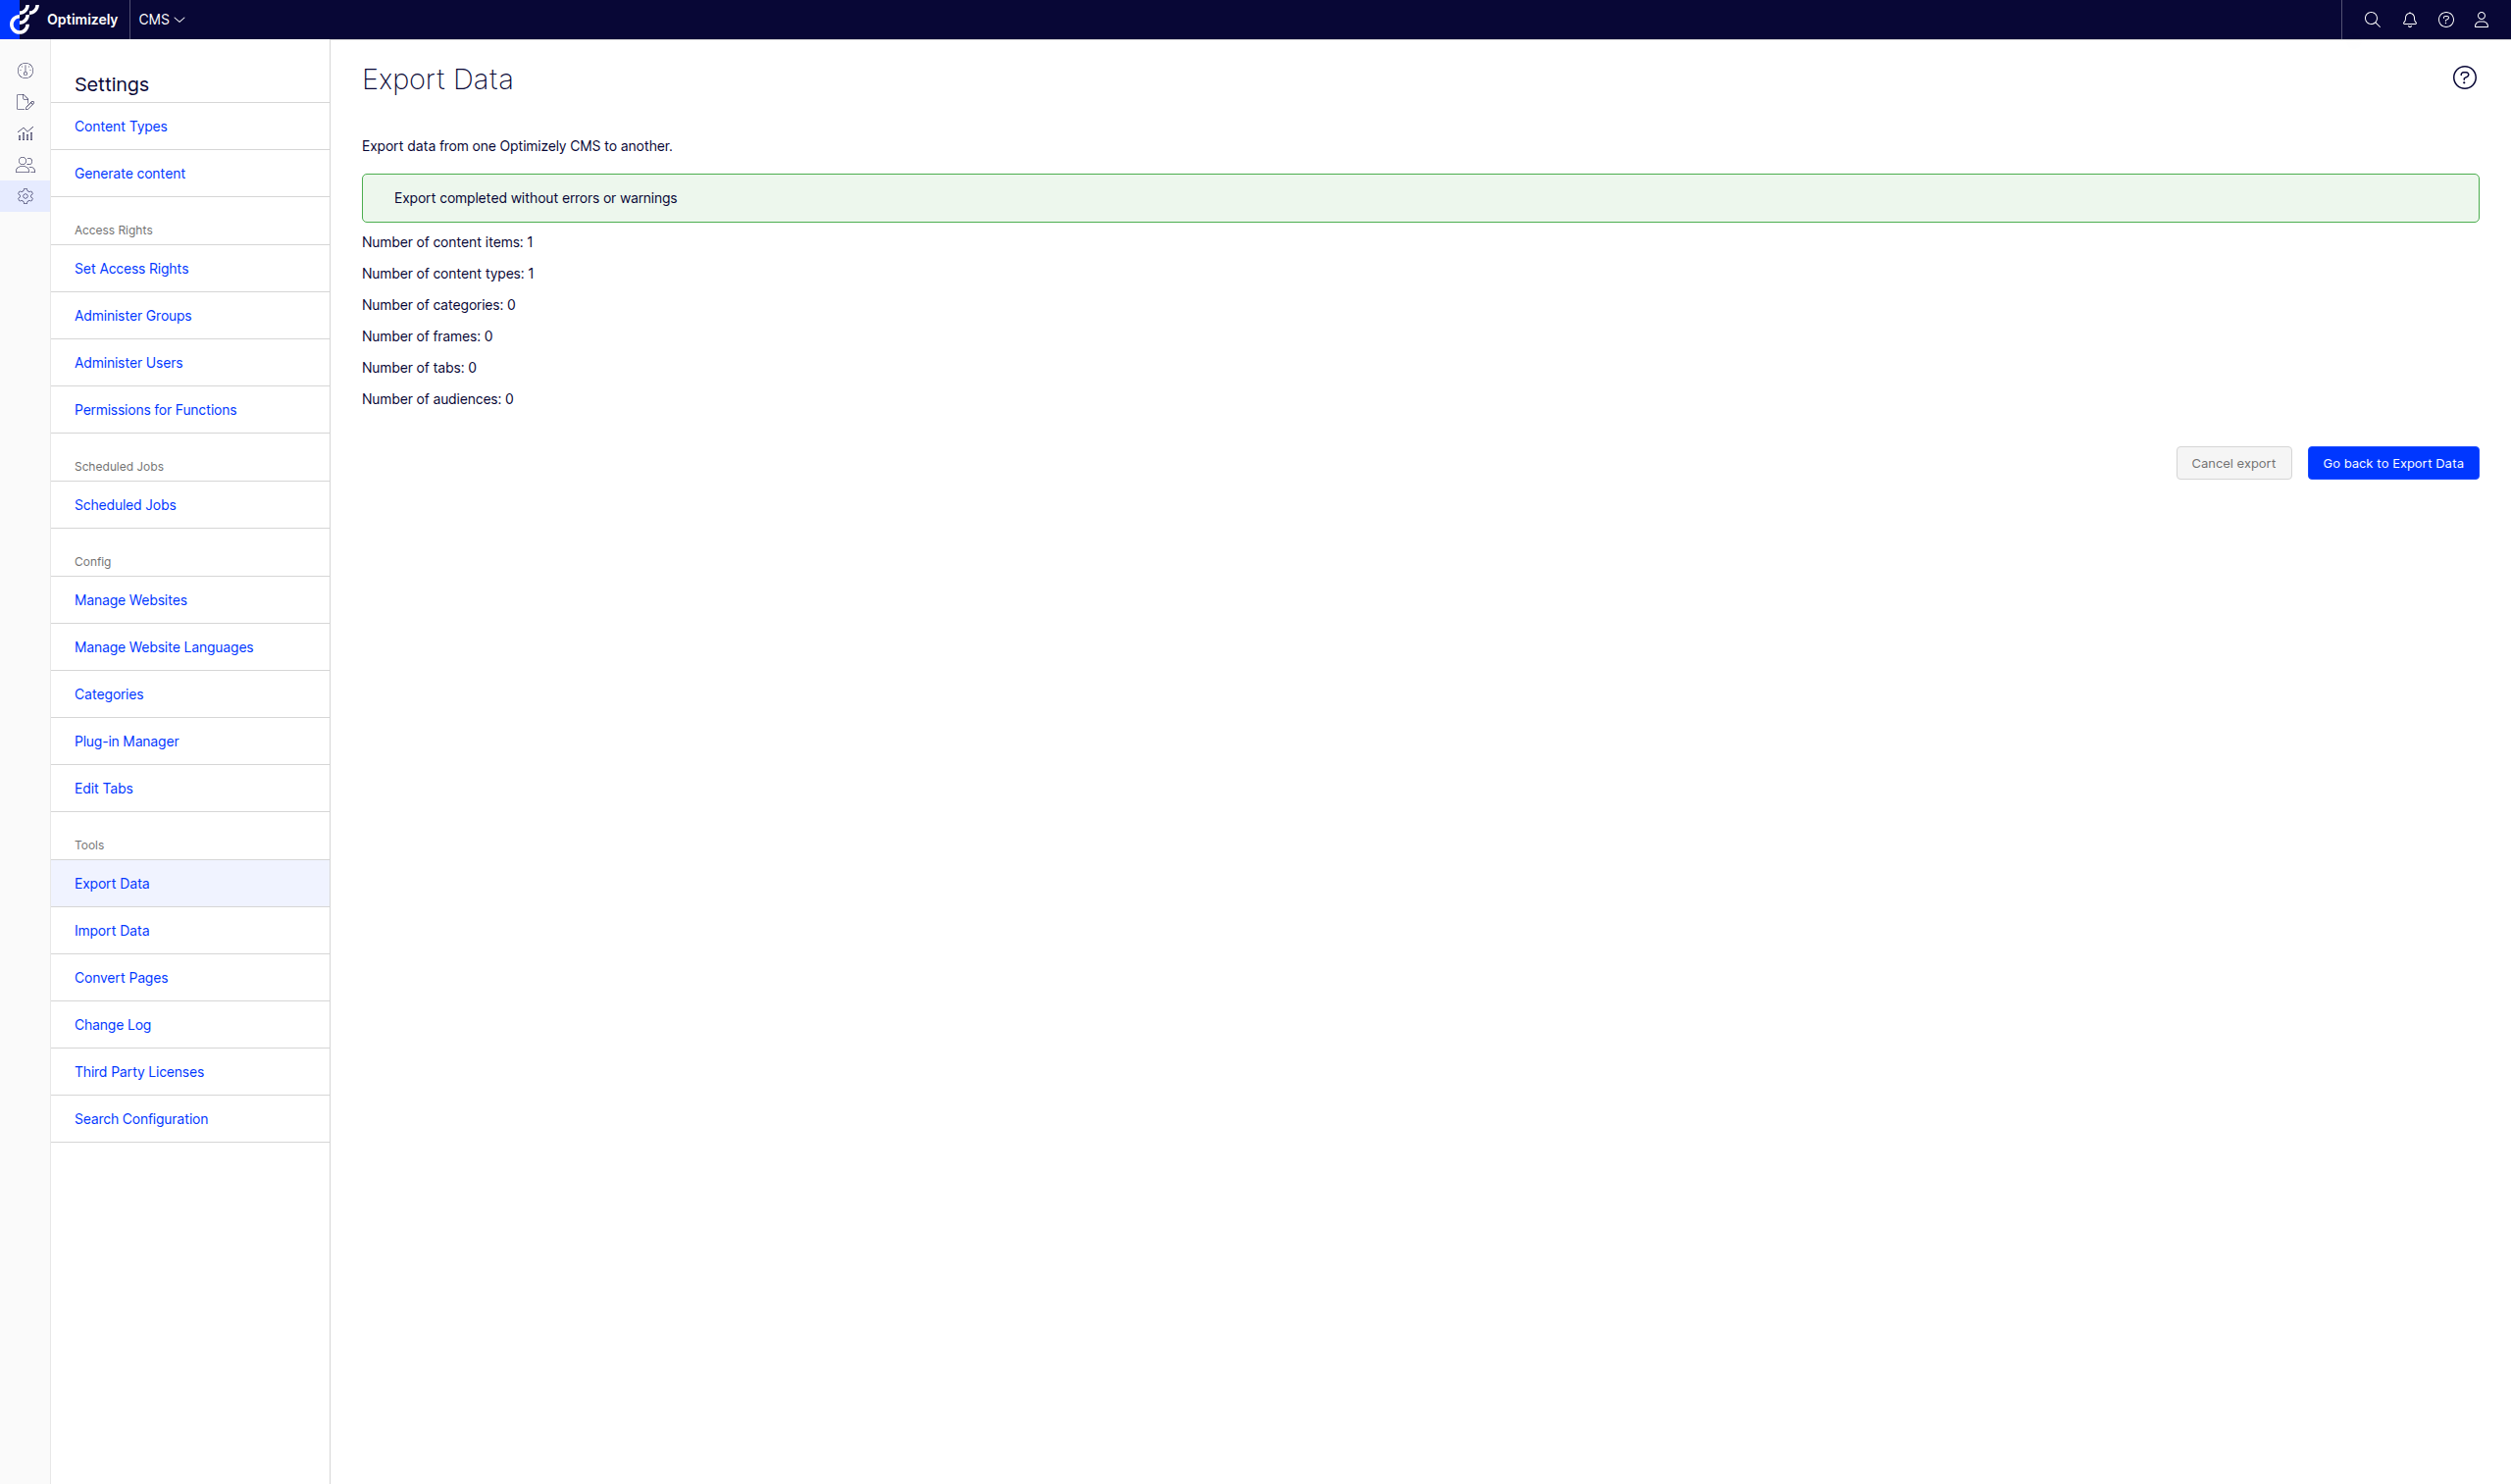 Optimizely
CMS
Settings
Content Types
Generate content
Access Rights
Set Access Rights
Administer Groups
Administer Users
Permissions for Functions
Scheduled Jobs
Scheduled Jobs
Config
Manage Websites
Manage Website Languages
Categories
Plug-in Manager
Edit Tabs
Tools
Export Data
Import Data
Convert Pages
Change Log
Third Party Licenses
Search Configuration
Export Data
Export data from one Optimizely CMS to another.
Export completed without errors or warnings
Number of content items: 1
Number of content types: 1
Number of categories: 0
Number of frames: 0
Number of tabs: 0
Number of audiences: 0
Cancel export
Go back to Export Data